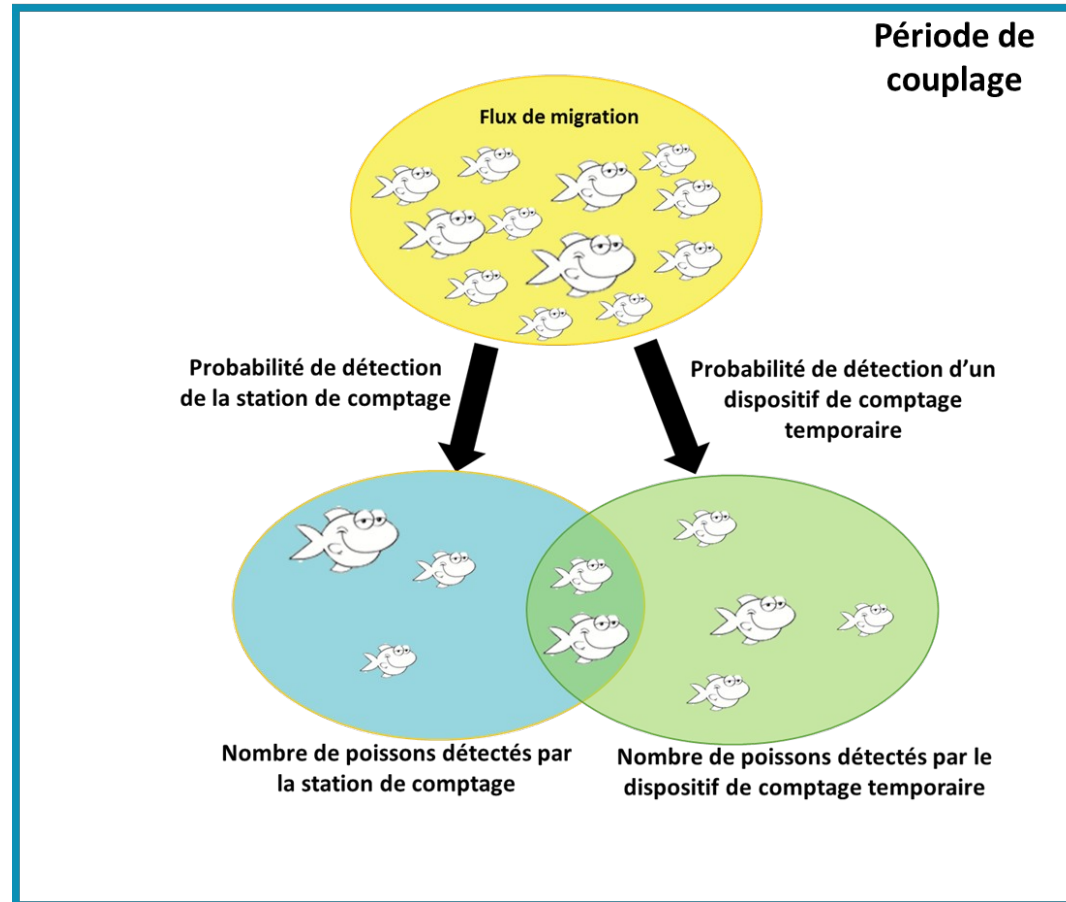 Période de
couplage
Flux de migration
Probabilité de détection
de la station de comptage
Probabilité de détection d’un
dispositif de comptage
temporaire
Nombre de poissons détectés par
la station de comptage
Nombre de poissons détectés par le
dispositif de comptage temporaire